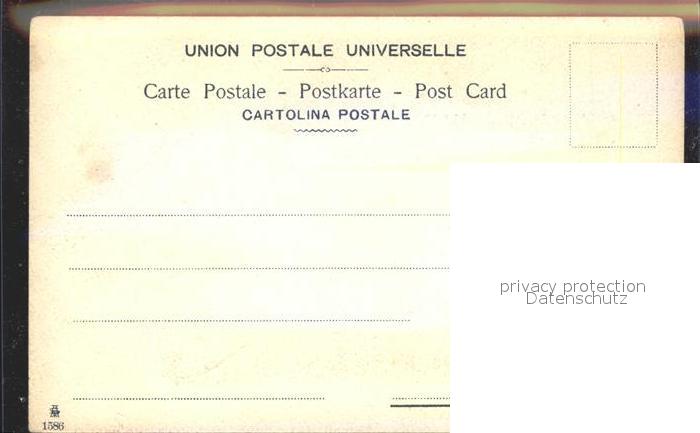 UNION POSTALE UNIVERSELLE
Carte Postale - Postkarte - Post Card
CARTOLINA POSTALE
privacy protection
Datenschutz
1586